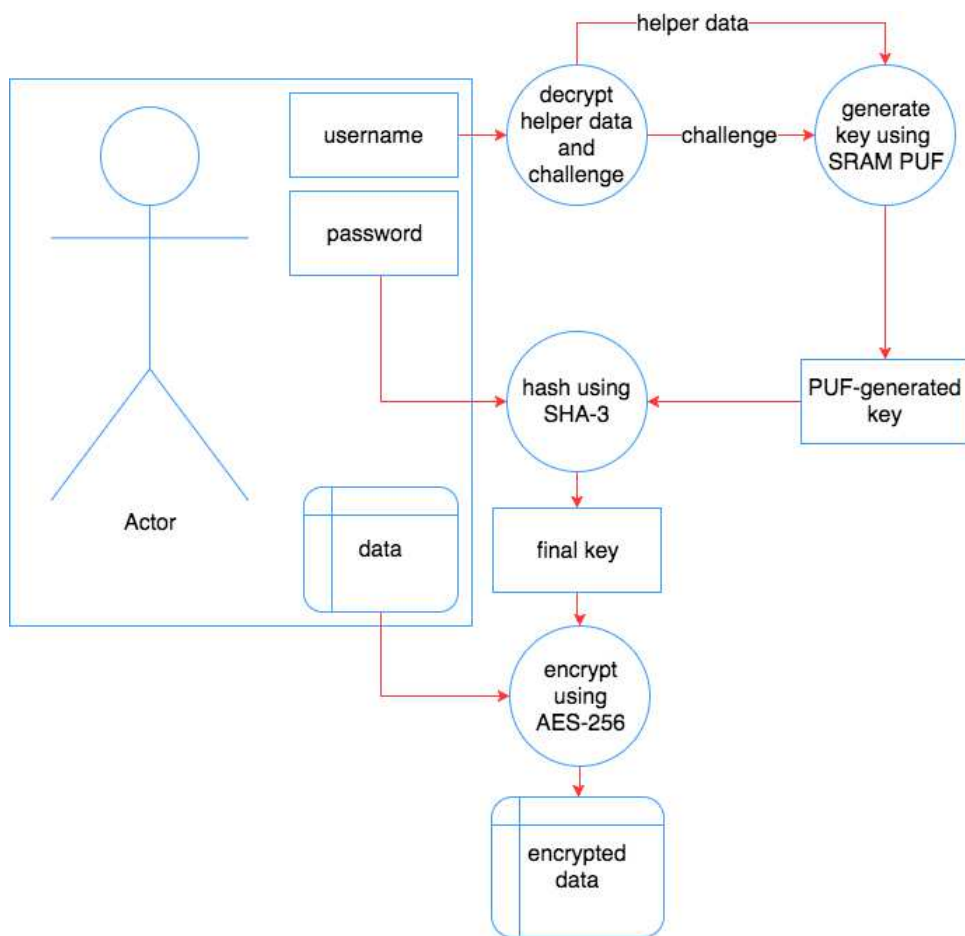 helper data
username
decrypt
helper data
and
challenge
challenge
generate
key using
SRAM PUF
password
hash using
SHA-3
PUF-generated
key
Actor
data
final key
encrypt
using
AES-256
encrypted
data